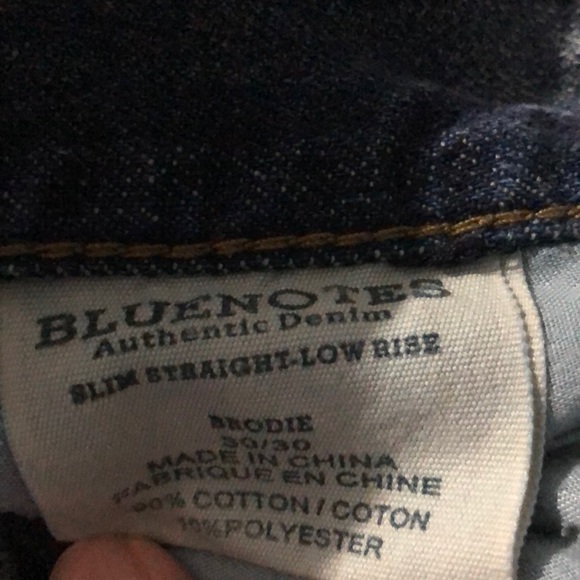 BLUENOTES
Authentic Denim
SLIM STRAIGHT-LOW RISE
BRODIE
30/30
MADE IN CHINA
FABRIQUE EN CHINE
90% COTTON / COTON
10% POLYESTER